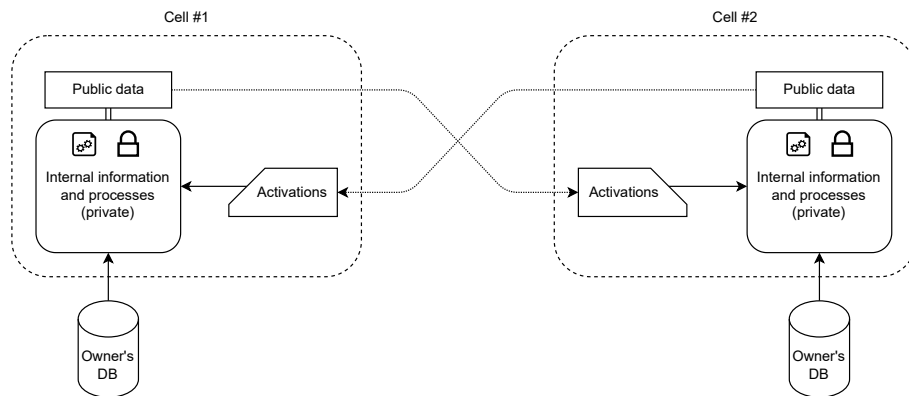 Cell #1
Cell #2
Public data
Internal information
and processes
(private)
Activations
Owner's
DB
Public data
Activations
Internal information
and processes
(private)
Owner's
DB